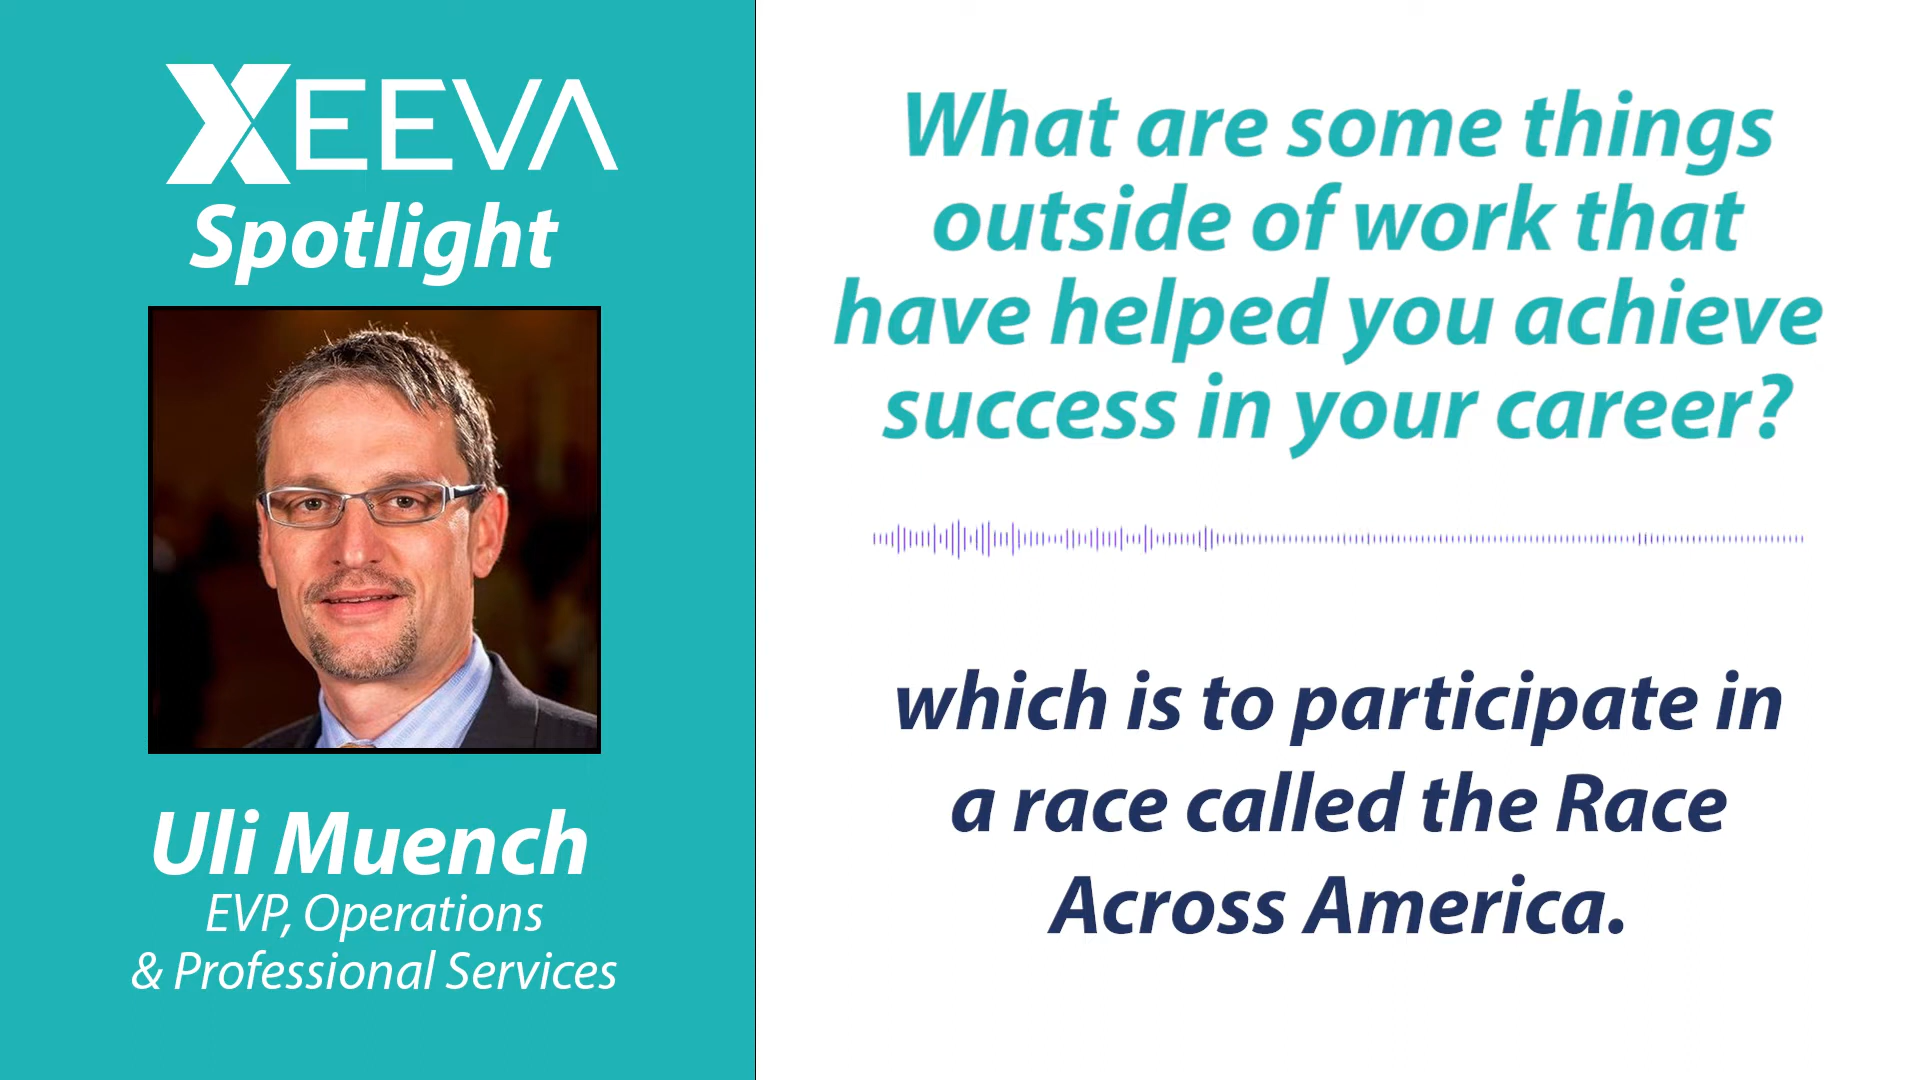 XEEVA
Spotlight
Uli Muench
EVP, Operations
& Professional Services
What are some things
outside of work that
have helped you achieve
success in your career?
which is to participate in
a race called the Race
Across America.